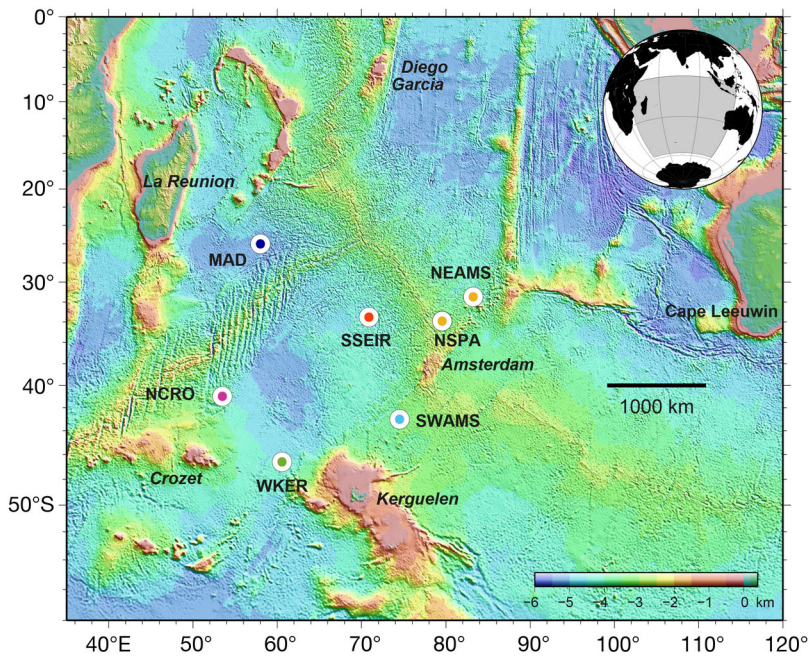 0°
10°
20°
30°
40°
50°S
Diego
Garcia
La Reunion
MAD
NEAMS
SSEIR
NSPA
Cape Leeuwin
Amsterdam
NCRO
1000 km
SWAMS
Crozet
WKER
Kerguelen
−6 −5 −4 −3 −2 −1 0 km
40°E 50° 60° 70° 80° 90° 100° 110° 120°